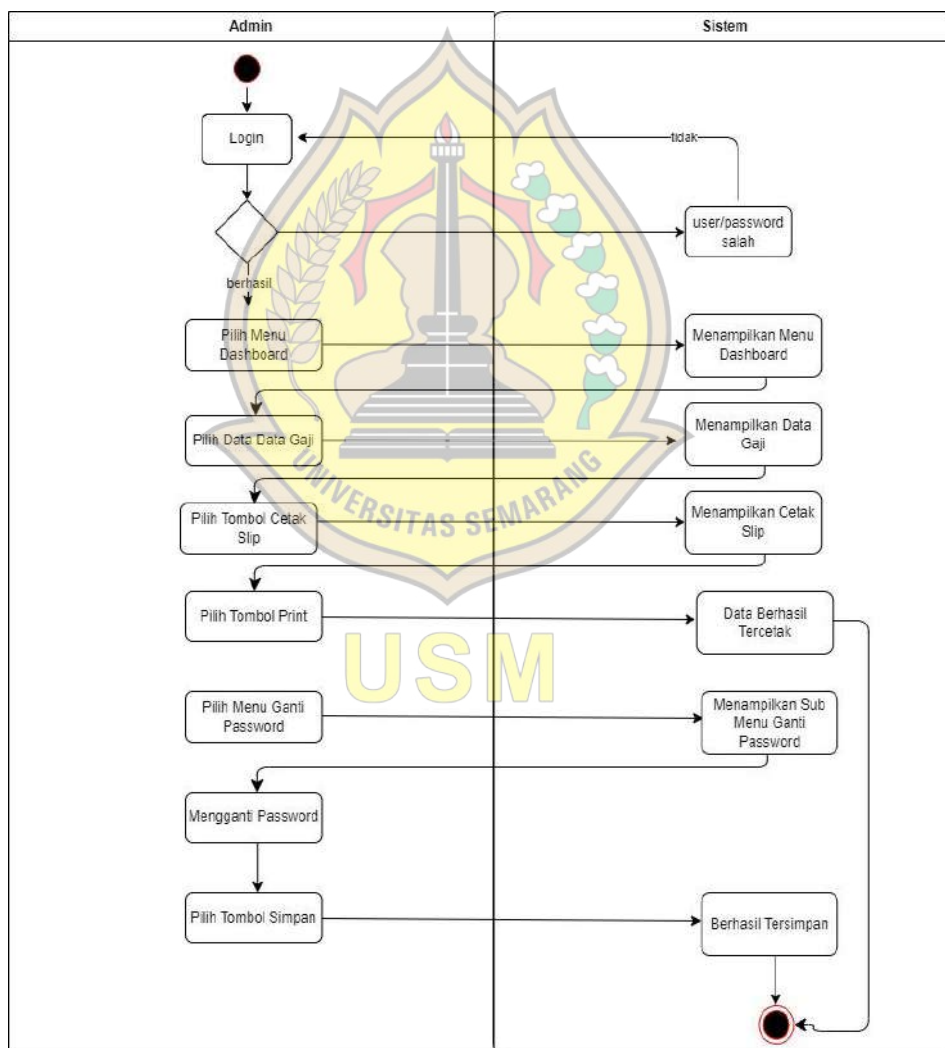 Admin
Sistem
Login
tidak
user/password
salah
berhasil
Pilih Menu
Dashboard
Menampilkan Menu
Dashboard
Pilih Data Data Gaji
Menampilkan Data
Gaji
UNIVERSITAS SEMARANG
Pilih Tombol Cetak
Slip
Menampilkan Cetak
Slip
Pilih Tombol Print
Data Berhasil
Tercetak
USM
Pilih Menu Ganti
Password
Menampilkan Sub
Menu Ganti
Password
Mengganti Password
Pilih Tombol Simpan
Berhasil Tersimpan